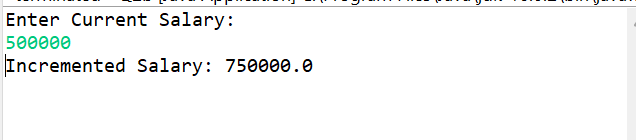 Enter Current Salary:
500000
Incremented Salary: 750000.0